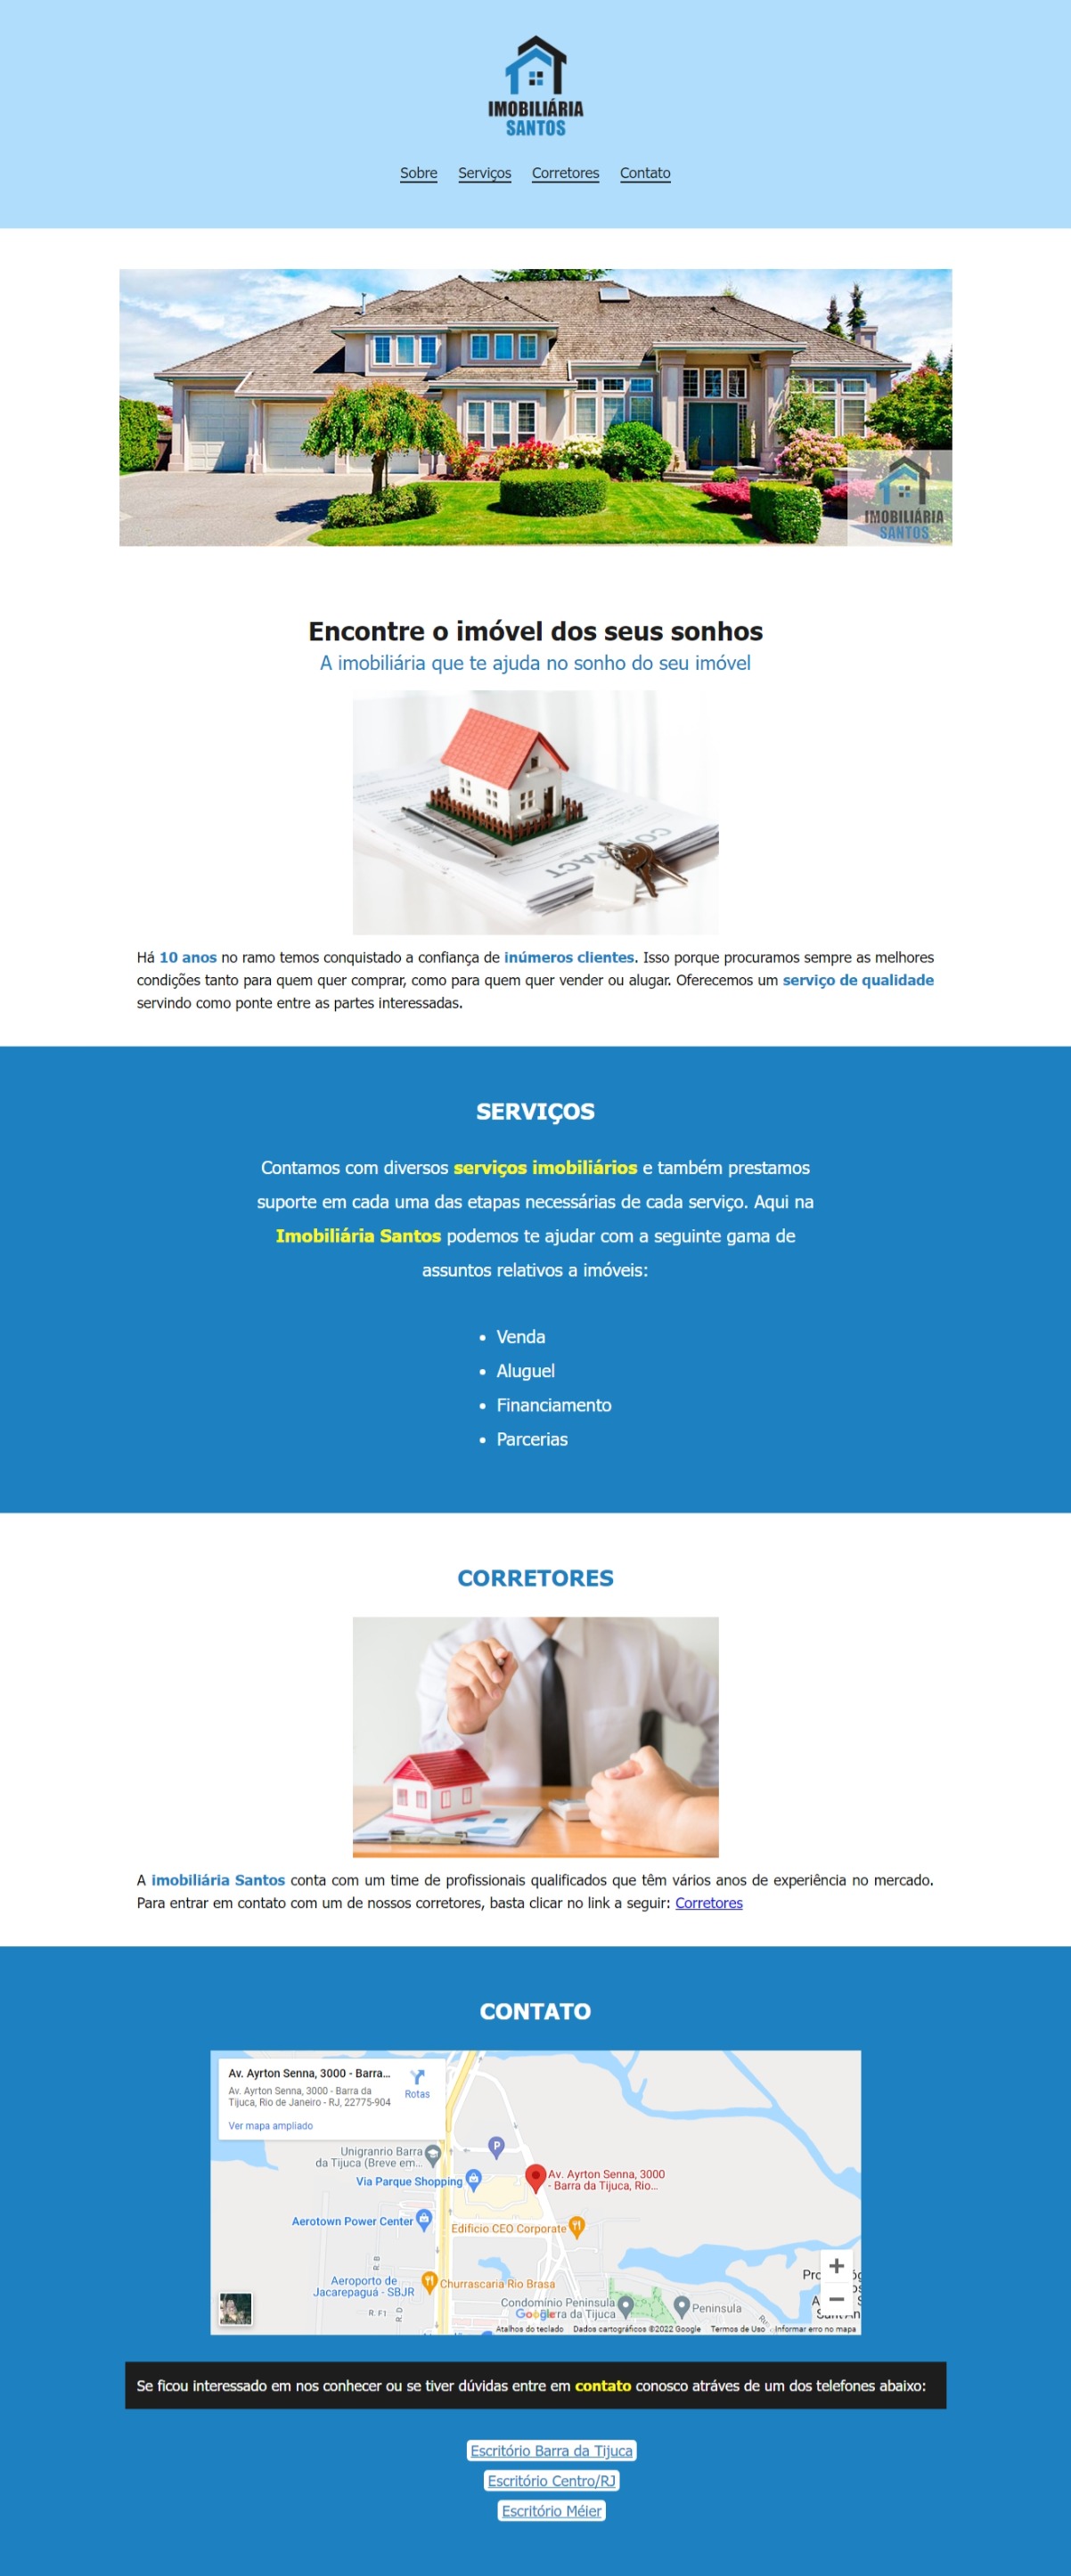 IMOBILIÁRIA
SANTOS
Sobre Serviços Corretores Contato
IMOBILIÁRIA
SANTOS
Encontre o imóvel dos seus sonhos
A imobiliária que te ajuda no sonho do seu imóvel
CONTRACT
Há 10 anos no ramo temos conquistado a confiança de inúmeros clientes. Isso porque procuramos sempre as melhores
condições tanto para quem quer comprar, como para quem quer vender ou alugar. Oferecemos um serviço de qualidade
servindo como ponte entre as partes interessadas.
SERVIÇOS
Contamos com diversos serviços imobiliários e também prestamos
suporte em cada uma das etapas necessárias de cada serviço. Aqui na
Imobiliária Santos podemos te ajudar com a seguinte gama de
assuntos relativos a imóveis:
• Venda
• Aluguel
• Financiamento
• Parcerias
CORRETORES
A imobiliária Santos conta com um time de profissionais qualificados que têm vários anos de experiência no mercado.
Para entrar em contato com um de nossos corretores, basta clicar no link a seguir: Corretores
CONTATO
Av. Ayrton Senna, 3000 - Barra...
Av. Ayrton Senna, 3000 - Barra da
Tijuca, Rio de Janeiro - RJ, 22775-904
Rotas
Ver mapa ampliado
P
Unigranrio Barra
da Tijuca (Breve em...
Via Parque Shopping
Av. Ayrton Senna, 3000
- Barra da Tijuca, Rio...
Aerotown Power Center
Edifício CEO Corporate
R. B
Aeroporto de
Jacarepaguá - SBJR
Churrascaria Rio Brasa
Condomínio Península
Google
da Tijuca
Península
R. F1
R. D
Atalhos do teclado Dados cartográficos ©2022 Google Termos de Uso Informar erro no mapa
Se ficou interessado em nos conhecer ou se tiver dúvidas entre em contato conosco atráves de um dos telefones abaixo:
Escritório Barra da Tijuca
Escritório Centro/RJ
Escritório Méier